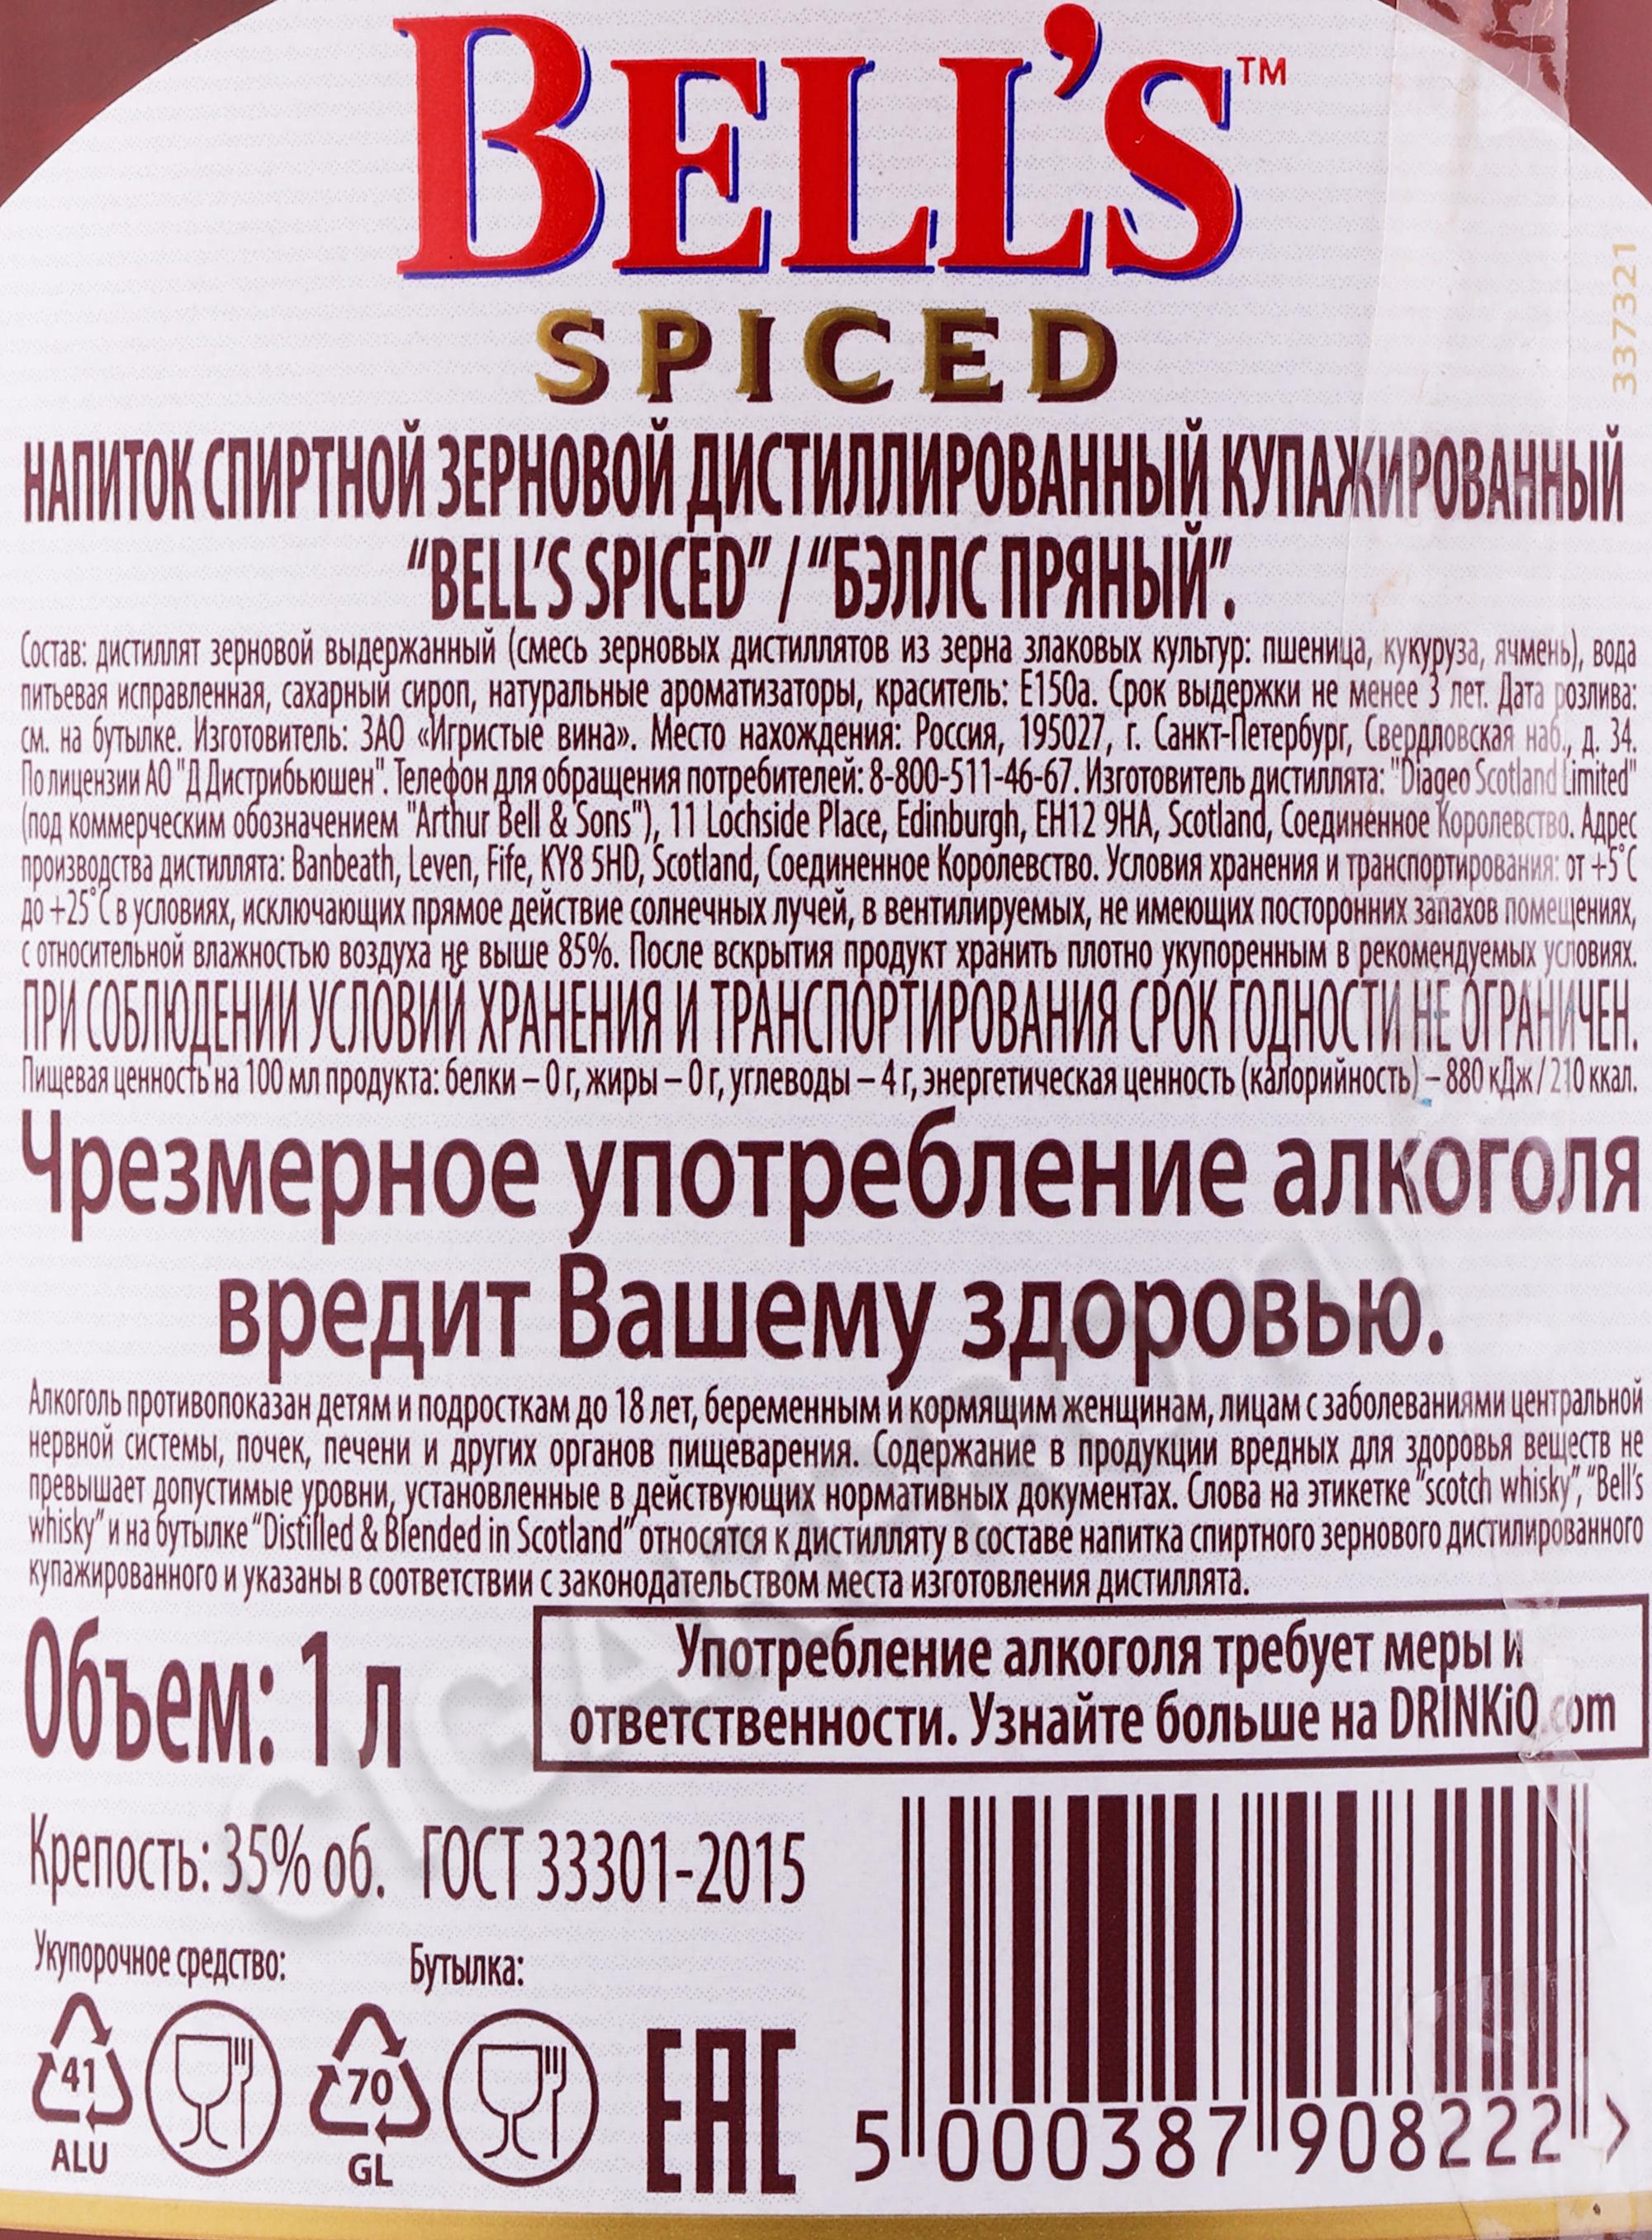 BELL'S™
SPICED
337321
НАПИТОК СПИРТНОЙ ЗЕРНОВОЙ ДИСТИЛЛИРОВАННЫЙ КУПАЖИРОВАННЫЙ
“BELL'S SPICED” / “БЭЛЛС ПРЯНЫЙ”.
Состав: дистиллят зерновой выдержанный (смесь зерновых дистиллятов из зерна злаковых культур: пшеница, кукуруза, ячмень), вода
питьевая исправленная, сахарный сироп, натуральные ароматизаторы, краситель: Е150а. Срок выдержки не менее 3 лет. Дата розлива:
см. на бутылке. Изготовитель: ЗАО «Игристые вина». Место нахождения: Россия, 195027, г. Санкт-Петербург, Свердловская наб., д. 34.
По лицензии АО "Д Дистрибьюшен". Телефон для обращения потребителей: 8-800-511-46-67. Изготовитель дистиллята: "Diageo Scotland Limited"
(под коммерческим обозначением "Arthur Bell & Sons"), 11 Lochside Place, Edinburgh, EH12 9HA, Scotland, Соединенное Королевство. Адрес
производства дистиллята: Banbeath, Leven, Fife, KY8 5HD, Scotland, Соединенное Королевство. Условия хранения и транспортирования: от +5°С
до +25°С в условиях, исключающих прямое действие солнечных лучей, в вентилируемых, не имеющих посторонних запахов помещениях,
с относительной влажностью воздуха не выше 85%. После вскрытия продукт хранить плотно укупоренным в рекомендуемых условиях.
ПРИ СОБЛЮДЕНИИ УСЛОВИЙ ХРАНЕНИЯ И ТРАНСПОРТИРОВАНИЯ СРОК ГОДНОСТИ НЕ ОГРАНИЧЕН.
Пищевая ценность на 100 мл продукта: белки – 0 г, жиры – 0 г, углеводы – 4 г, энергетическая ценность (калорийность) – 880 кДж / 210 ккал.
Чрезмерное употребление алкоголя
вредит Вашему здоровью.
Алкоголь противопоказан детям и подросткам до 18 лет, беременным и кормящим женщинам, лицам с заболеваниями центральной
нервной системы, почек, печени и других органов пищеварения. Содержание в продукции вредных для здоровья веществ не
превышает допустимые уровни, установленные в действующих нормативных документах. Слова на этикетке “scotch whisky”, “Bell's
whisky” и на бутылке “Distilled & Blended in Scotland” относятся к дистилляту в составе напитка спиртного зернового дистилированного
купажированного и указаны в соответствии с законодательством места изготовления дистиллята.
Объем: 1 л
Употребление алкоголя требует меры и
ответственности. Узнайте больше на DRINKiQ.com
Крепость: 35% об. ГОСТ 33301-2015
Укупорочное средство: Бутылка:
41
ALU
70
GL
EAC
5 000387 908222 >